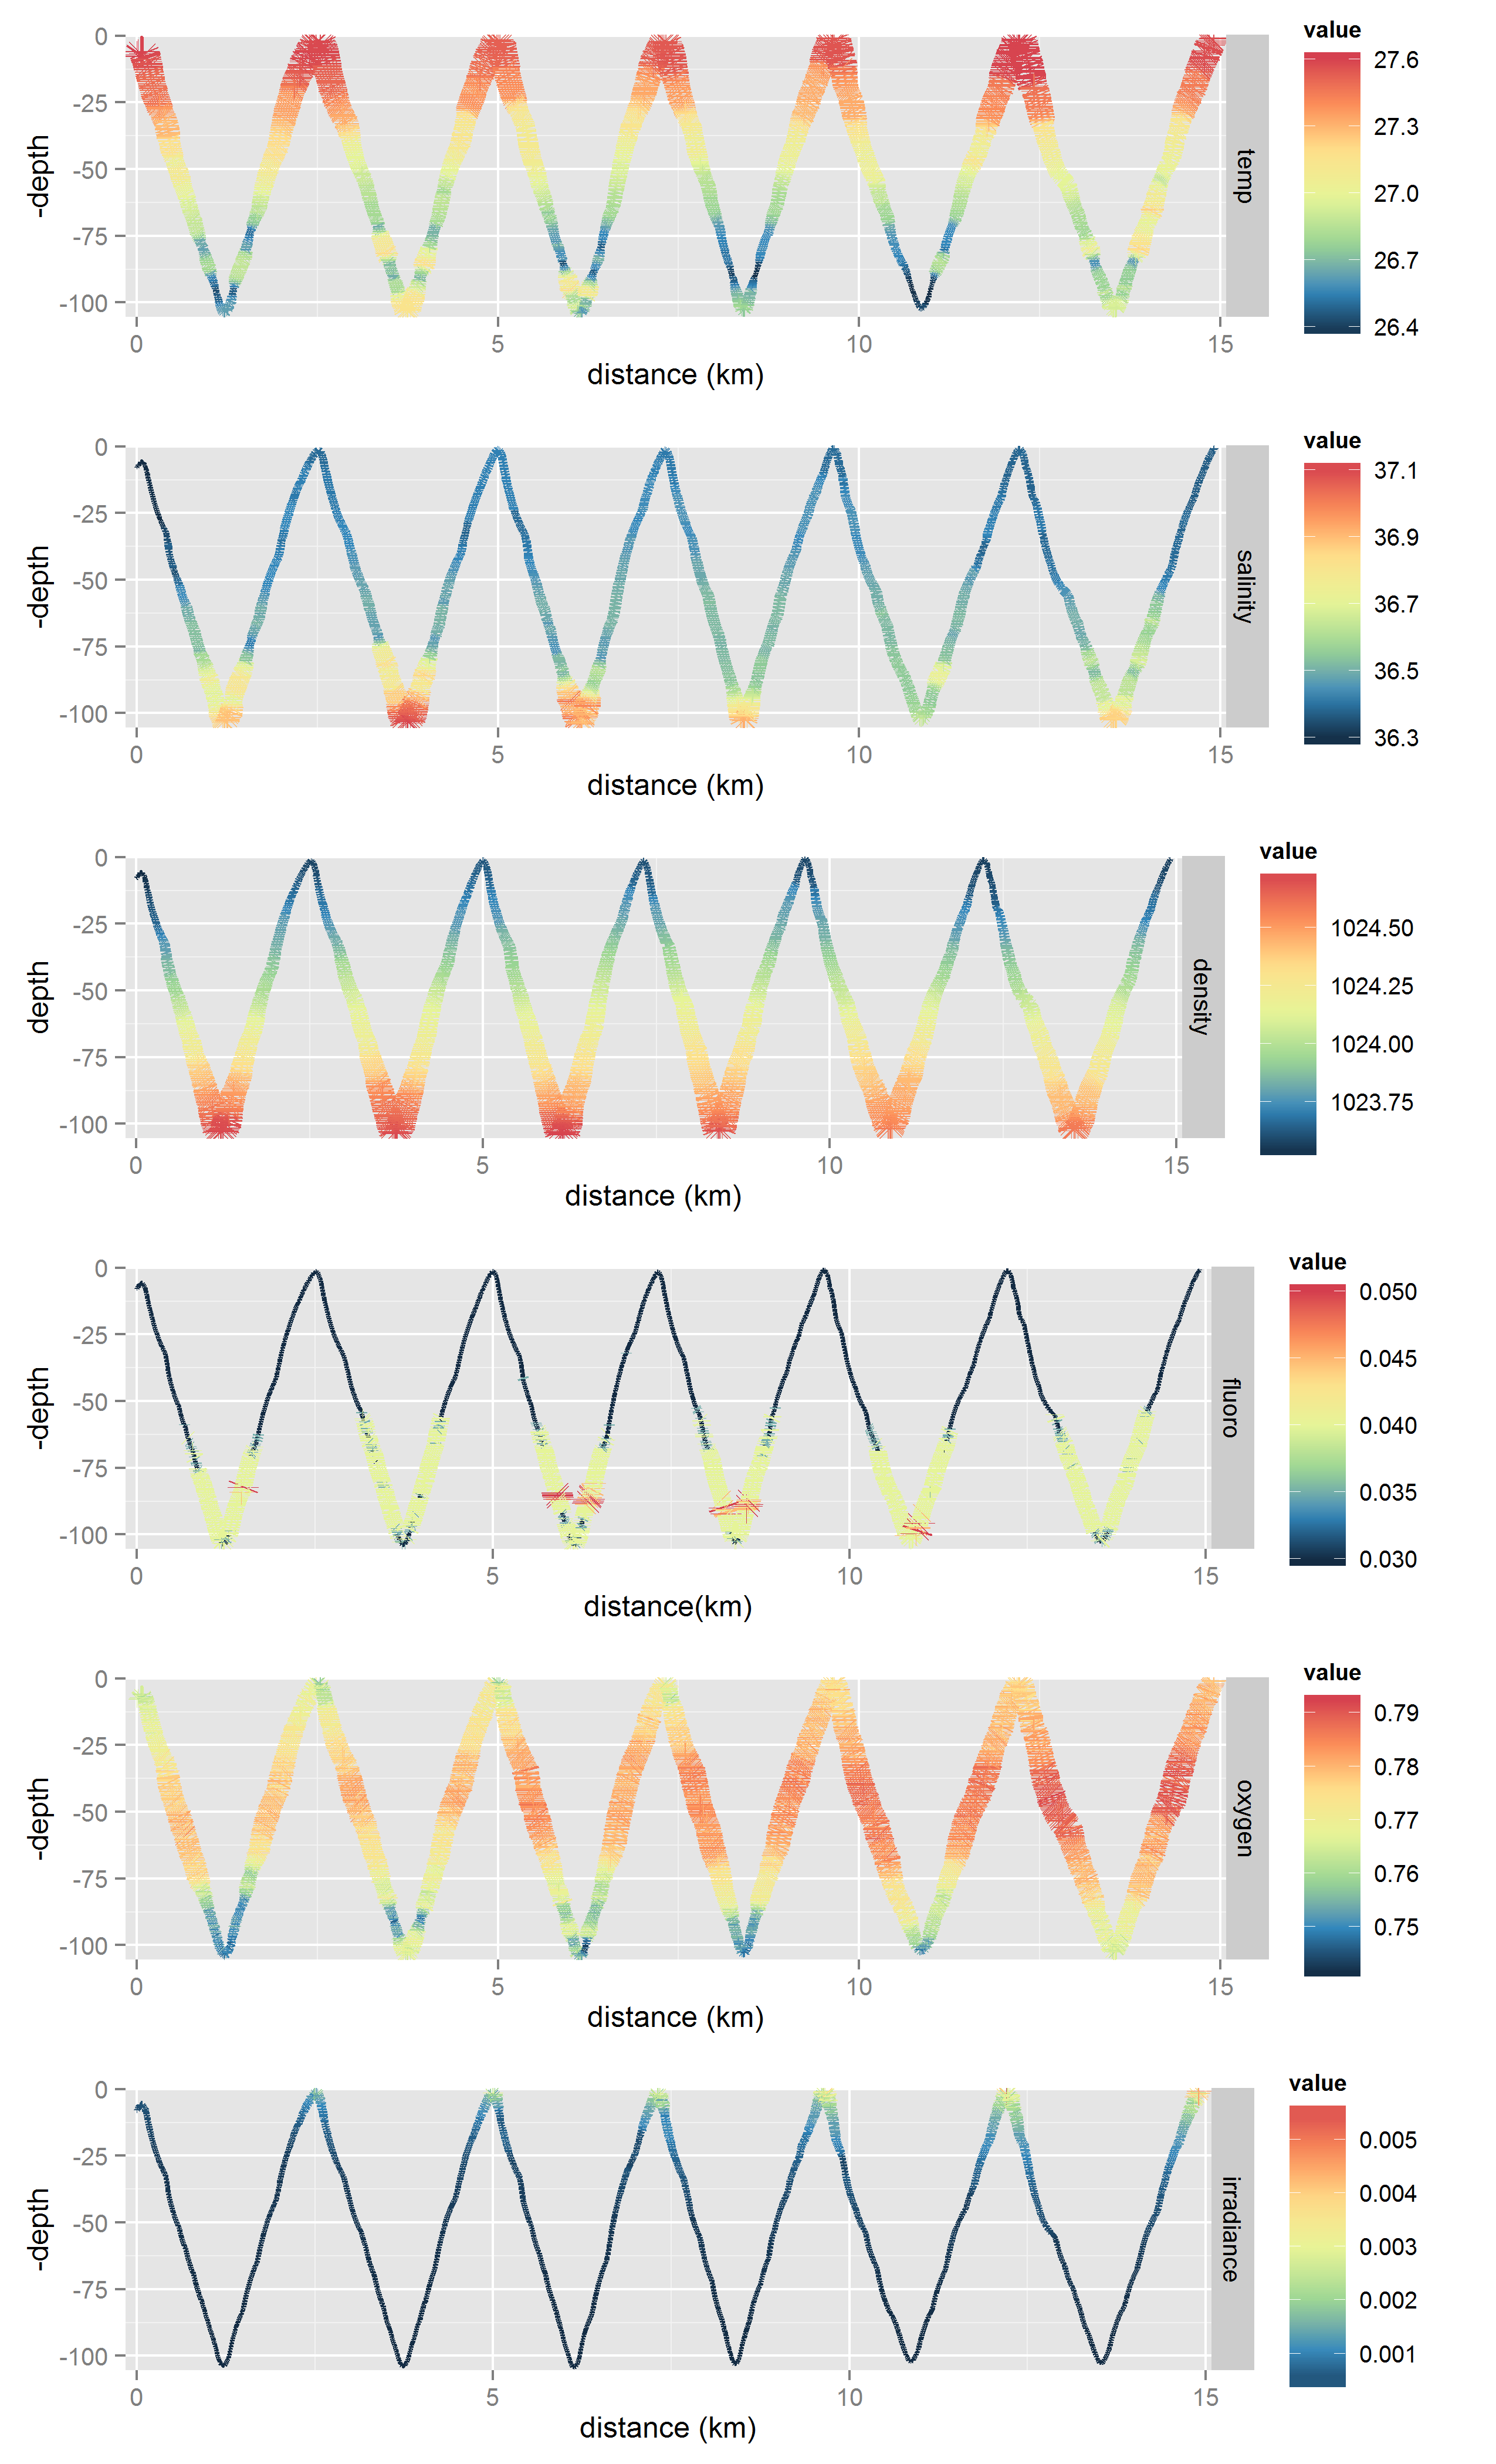 value
0
-25
-50
-75
-100
-depth
temp
27.6
27.3
27.0
26.7
26.4
0 5 10 15
distance (km)
value
0
-25
-50
-75
-100
-depth
salinity
37.1
36.9
36.7
36.5
36.3
0 5 10 15
distance (km)
value
0
-25
-50
-75
-100
depth
density
1024.50
1024.25
1024.00
1023.75
0 5 10 15
distance (km)
value
0
-25
-50
-75
-100
-depth
fluoro
0.050
0.045
0.040
0.035
0.030
0 5 10 15
distance(km)
value
0
-25
-50
-75
-100
-depth
oxygen
0.79
0.78
0.77
0.76
0.75
0 5 10 15
distance (km)
value
0
-25
-50
-75
-100
-depth
irradiance
0.005
0.004
0.003
0.002
0.001
0 5 10 15
distance (km)